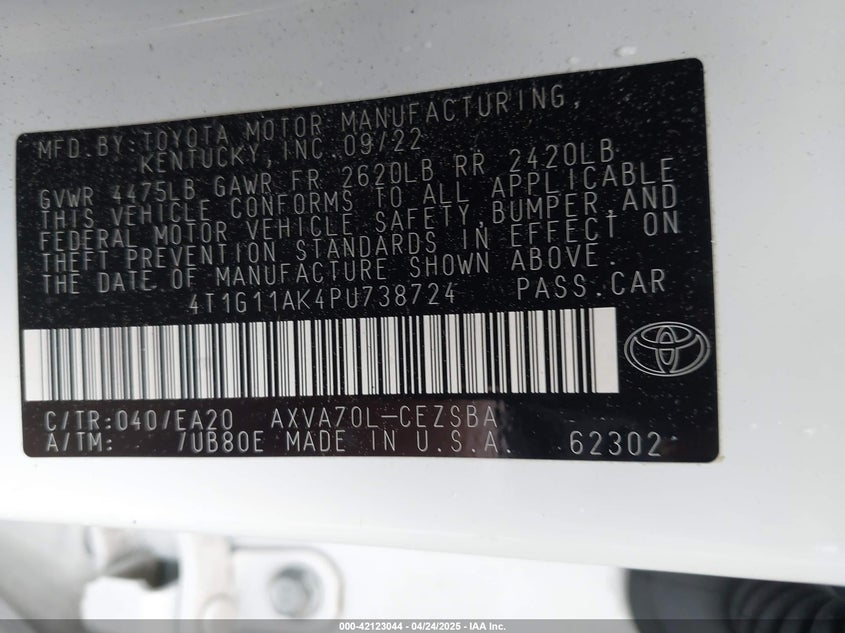 MFD.BY:TOYOTA MOTOR MANUFACTURING,
KENTUCKY,INC.09/22
GVWR 4475LB GAWR FR 2620LB RR 2420LB
THIS VEHICLE CONFORMS TO ALL APPLICABLE
FEDERAL MOTOR VEHICLE SAFETY,BUMPER,AND
THEFT PREVENTION STANDARDS IN EFFECT ON
THE DATE OF MANUFACTURE SHOWN ABOVE.
4T1G11AK4PU738724 PASS.CAR
C/TR:040/EA20 AXVA70L-CEZSBA
A/TM: /UB80E MADE IN U.S.A. 62302
000-42123044 - 04/24/2025 - IAA Inc.